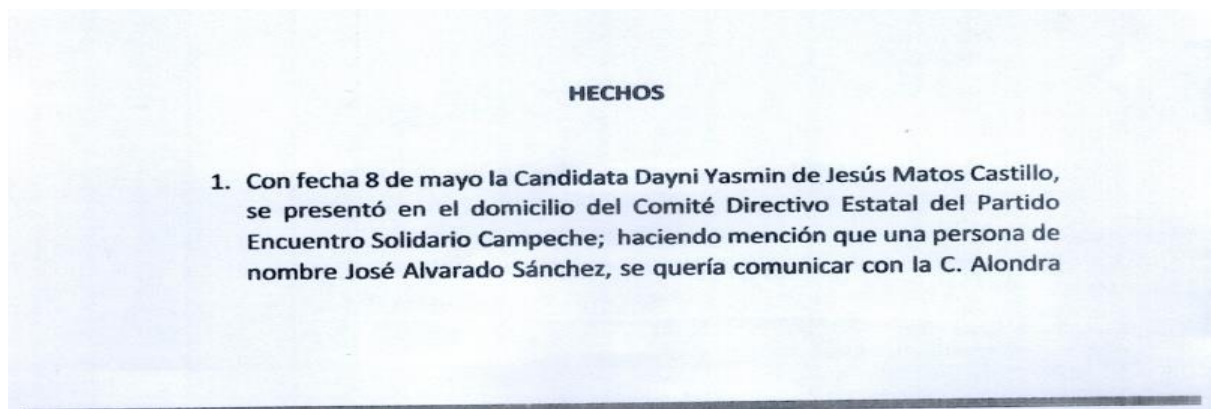 HECHOS
1. Con fecha 8 de mayo la Candidata Dayni Yasmin de Jesús Matos Castillo,
se presentó en el domicilio del Comité Directivo Estatal del Partido
Encuentro Solidario Campeche; haciendo mención que una persona de
nombre José Alvarado Sánchez, se quería comunicar con la C. Alondra